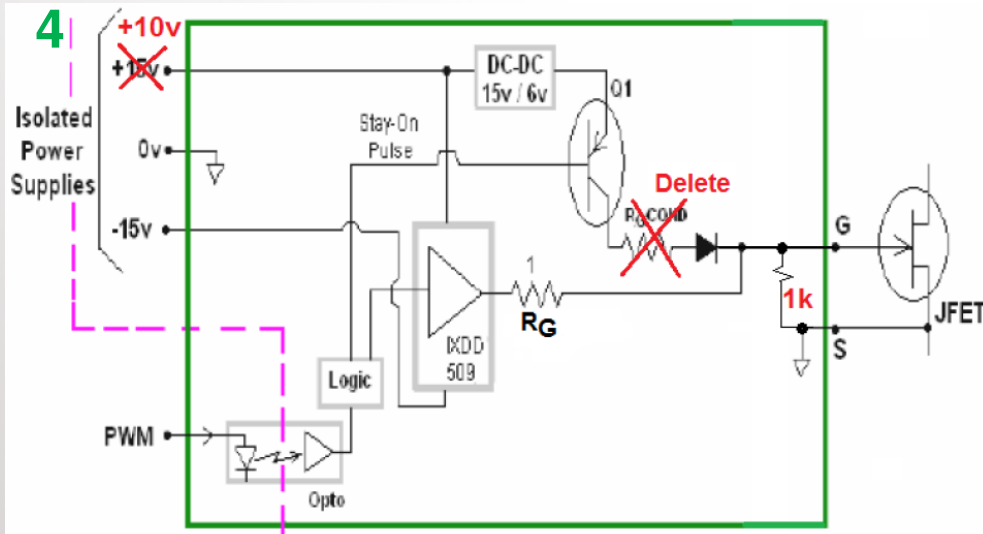 4
+10v
+15v
Isolated
Power
Supplies
0v
-15v
DC-DC
15v / 6v
Q1
Stay-On
Pulse
Delete
RGCOND
G
1
RG
1k
JFET
S
IXDD
509
Logic
PWM
Opto